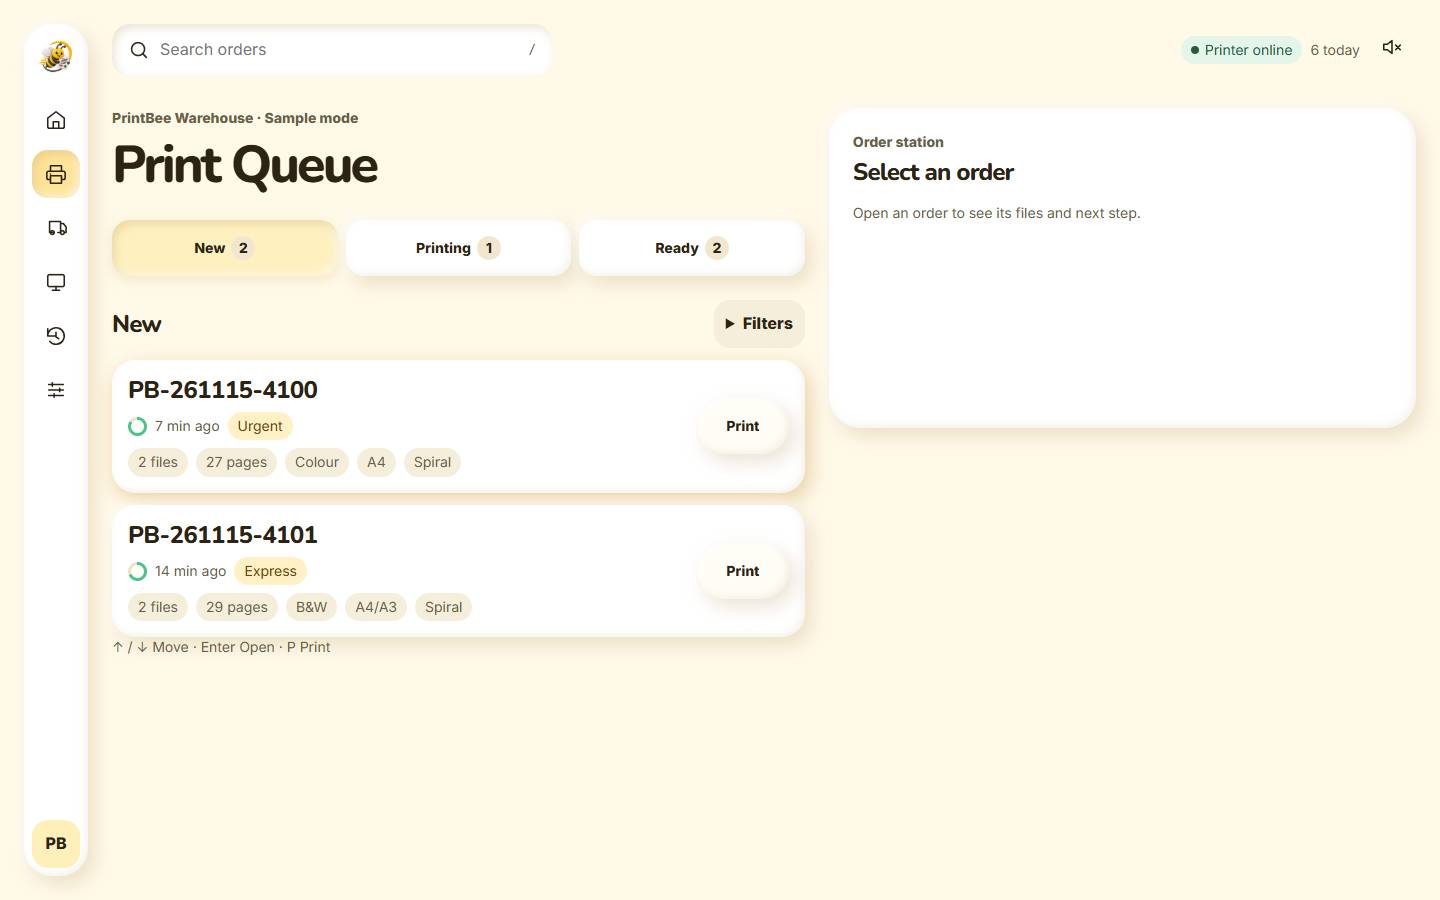 Search orders /
Printer online 6 today
PrintBee Warehouse · Sample mode
Print Queue
New 2 Printing 1 Ready 2
New
▶ Filters
PB-261115-4100
7 min ago Urgent
2 files 27 pages Colour A4 Spiral
Print
PB-261115-4101
14 min ago Express
2 files 29 pages B&W A4/A3 Spiral
Print
↑ / ↓ Move · Enter Open · P Print
Order station
Select an order
Open an order to see its files and next step.
PB